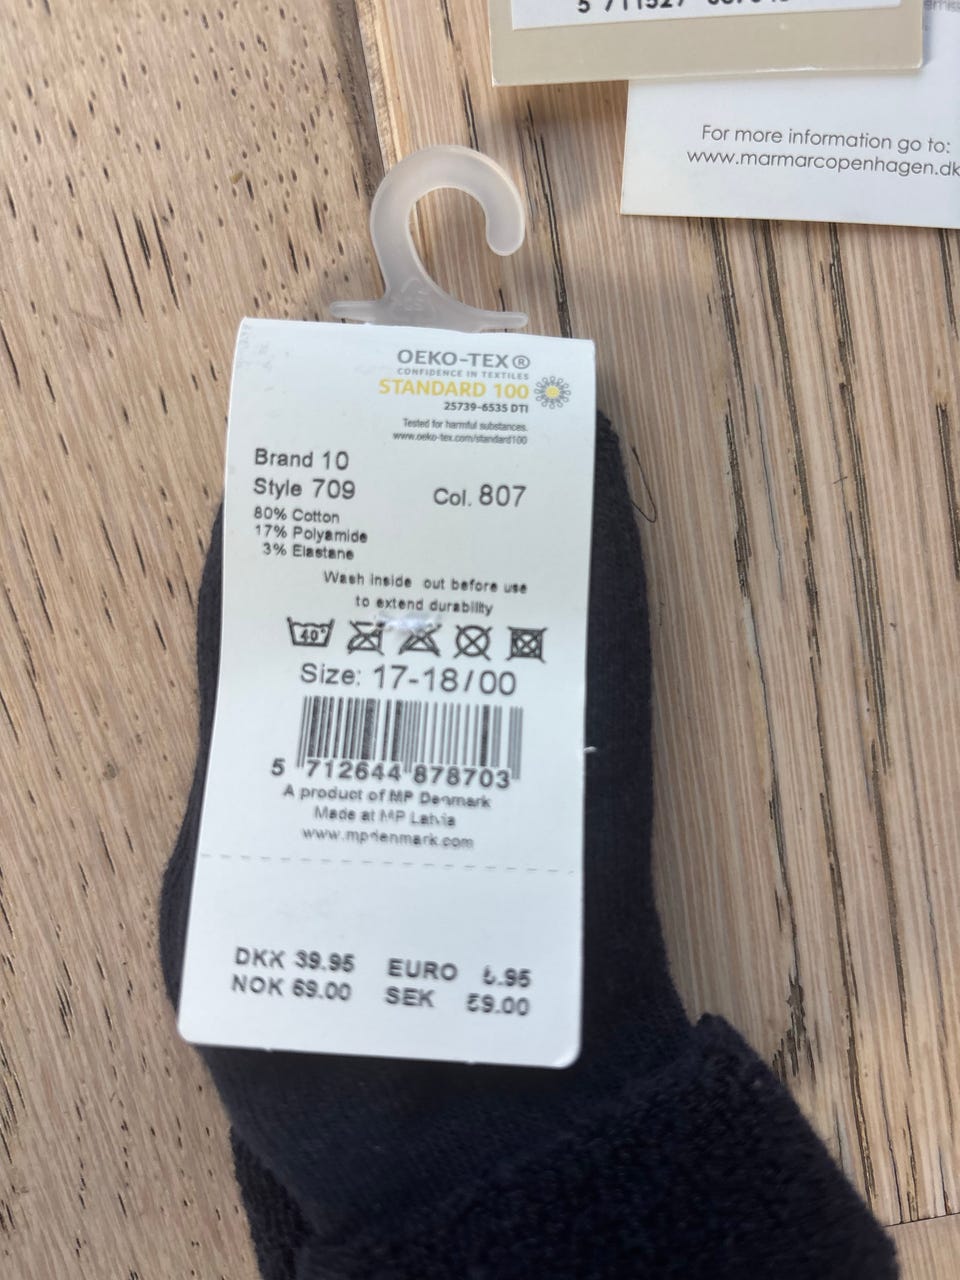 For more information go to:
www.marmarcopenhagen.dk
OEKO-TEX®
CONFIDENCE IN TEXTILES
STANDARD 100
25739-6535 DTI
Tested for harmful substances.
www.oeko-tex.com/standard100
Brand 10
Style 709 Col. 807
80% Cotton
17% Polyamide
3% Elastane
Wash inside out before use
to extend durability
40°
Size: 17-18/00
5 712644 878703
A product of MP Denmark
Made at MP Latvia
www.mpdenmark.com
DKK 39.95 EURO
NOK 69.00 SEK